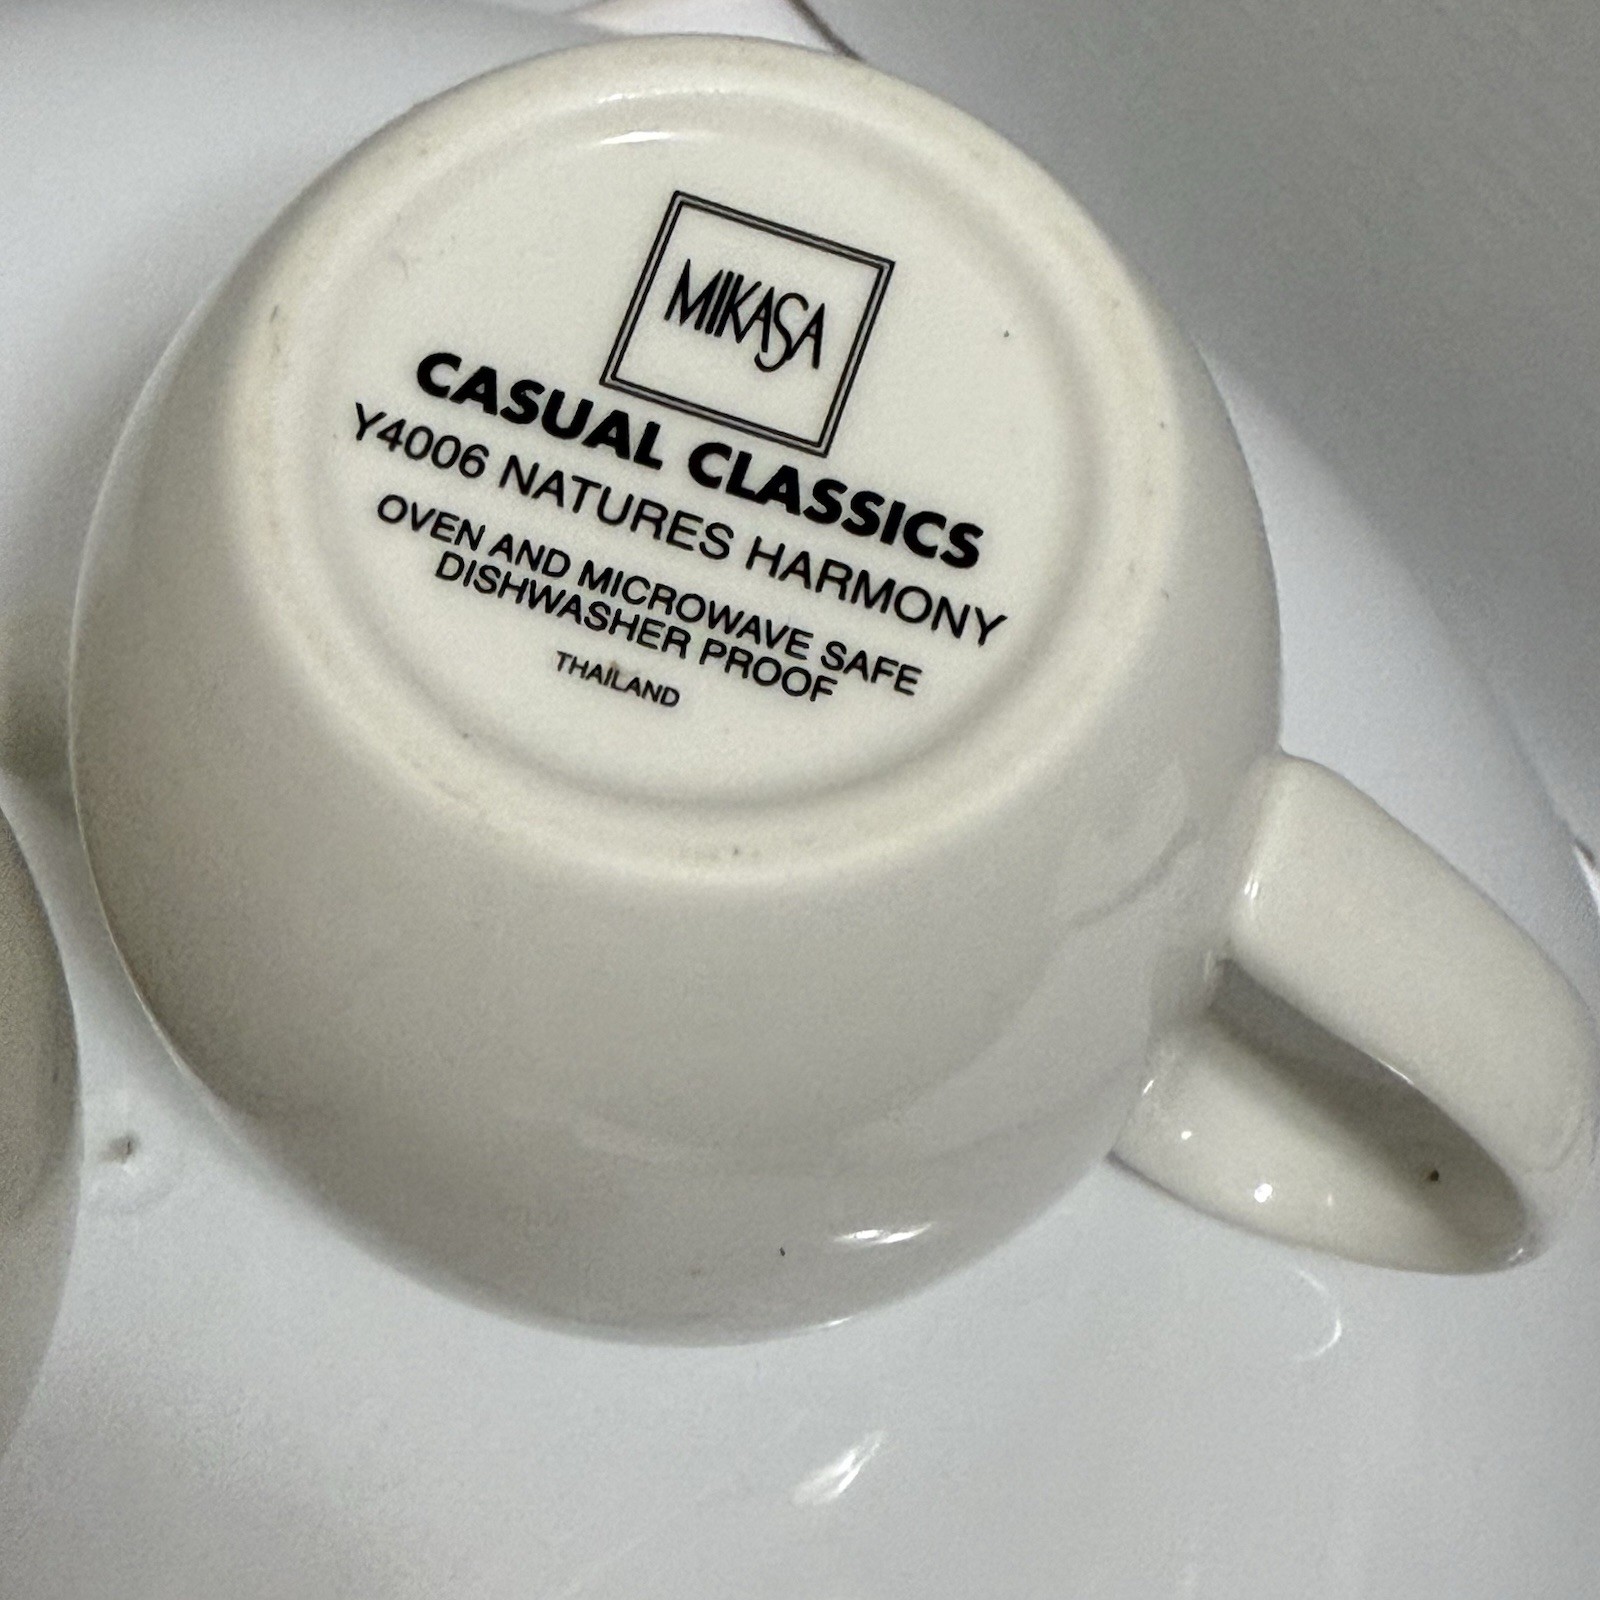 MIKASA
CASUAL CLASSICS
Y4006 NATURES HARMONY
OVEN AND MICROWAVE SAFE
DISHWASHER PROOF
THAILAND